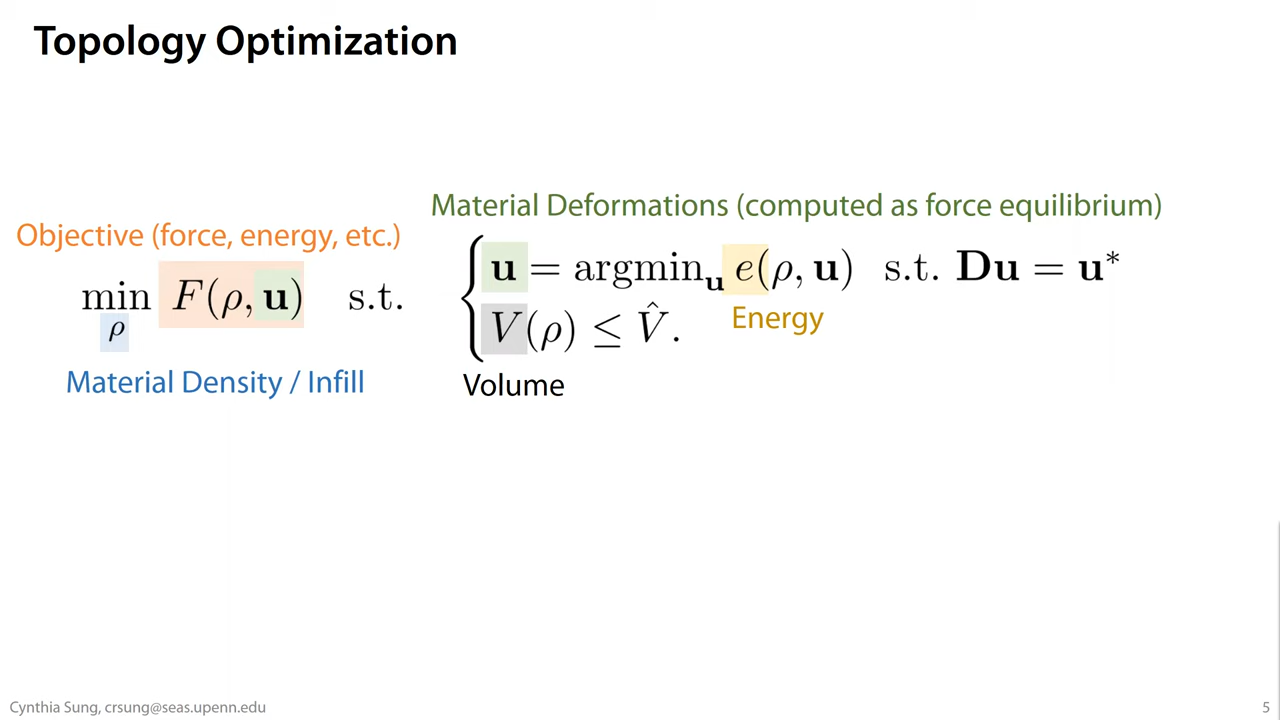 Topology Optimization
Material Deformations (computed as force equilibrium)
Objective (force, energy, etc.)
min_ρ F(ρ, u) s.t.
{ u = argmin_u e(ρ, u) s.t. Du = u*
Energy
V(ρ) ≤ V̂.
Material Density / Infill
Volume
Cynthia Sung, crsung@seas.upenn.edu
5